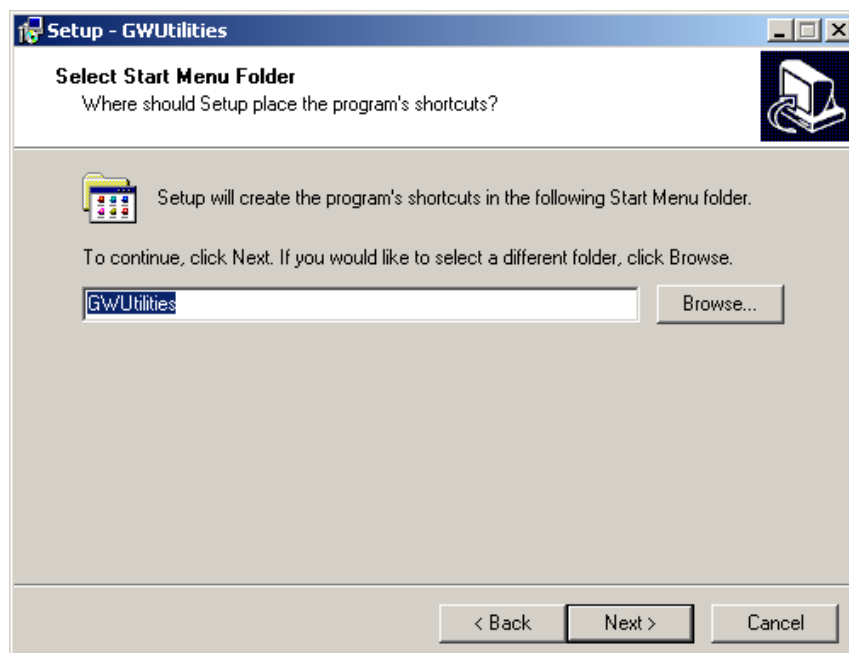 Setup - GWUtilities
Select Start Menu Folder
Where should Setup place the program's shortcuts?
Setup will create the program's shortcuts in the following Start Menu folder.
To continue, click Next. If you would like to select a different folder, click Browse.
GWUtilities
Browse...
< Back
Next >
Cancel